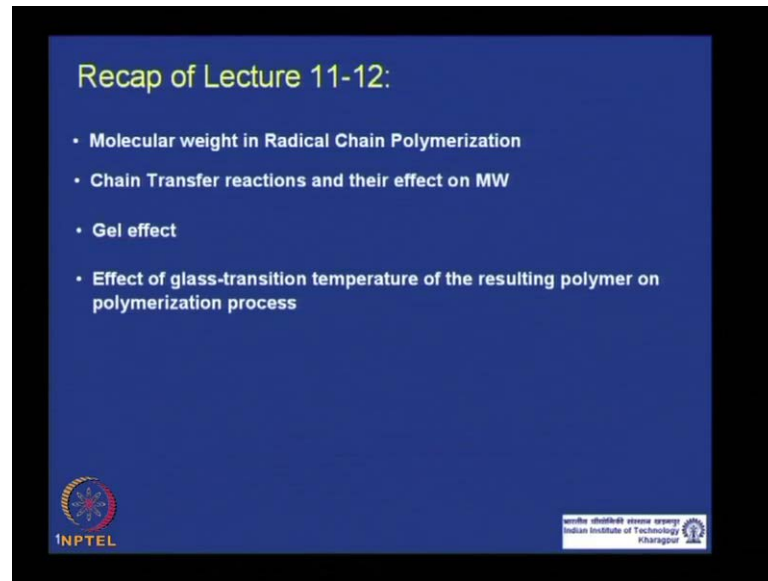 Recap of Lecture 11-12:
• Molecular weight in Radical Chain Polymerization
• Chain Transfer reactions and their effect on MW
• Gel effect
• Effect of glass-transition temperature of the resulting polymer on
polymerization process
1
NPTEL
Indian Institute of Technology
Kharagpur